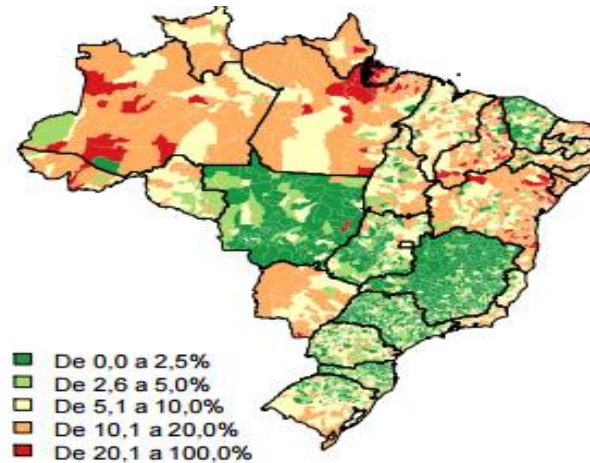 De 0,0 a 2,5%
De 2,6 a 5,0%
De 5,1 a 10,0%
De 10,1 a 20,0%
De 20,1 a 100,0%